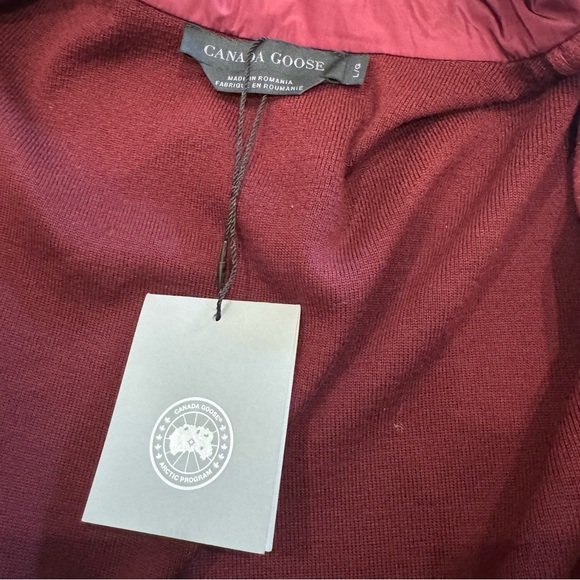 CANADA GOOSE
MADE IN ROMANIA
FABRIQUÉ EN ROUMANIE
L/G
CANADA GOOSE®
ARCTIC PROGRAM